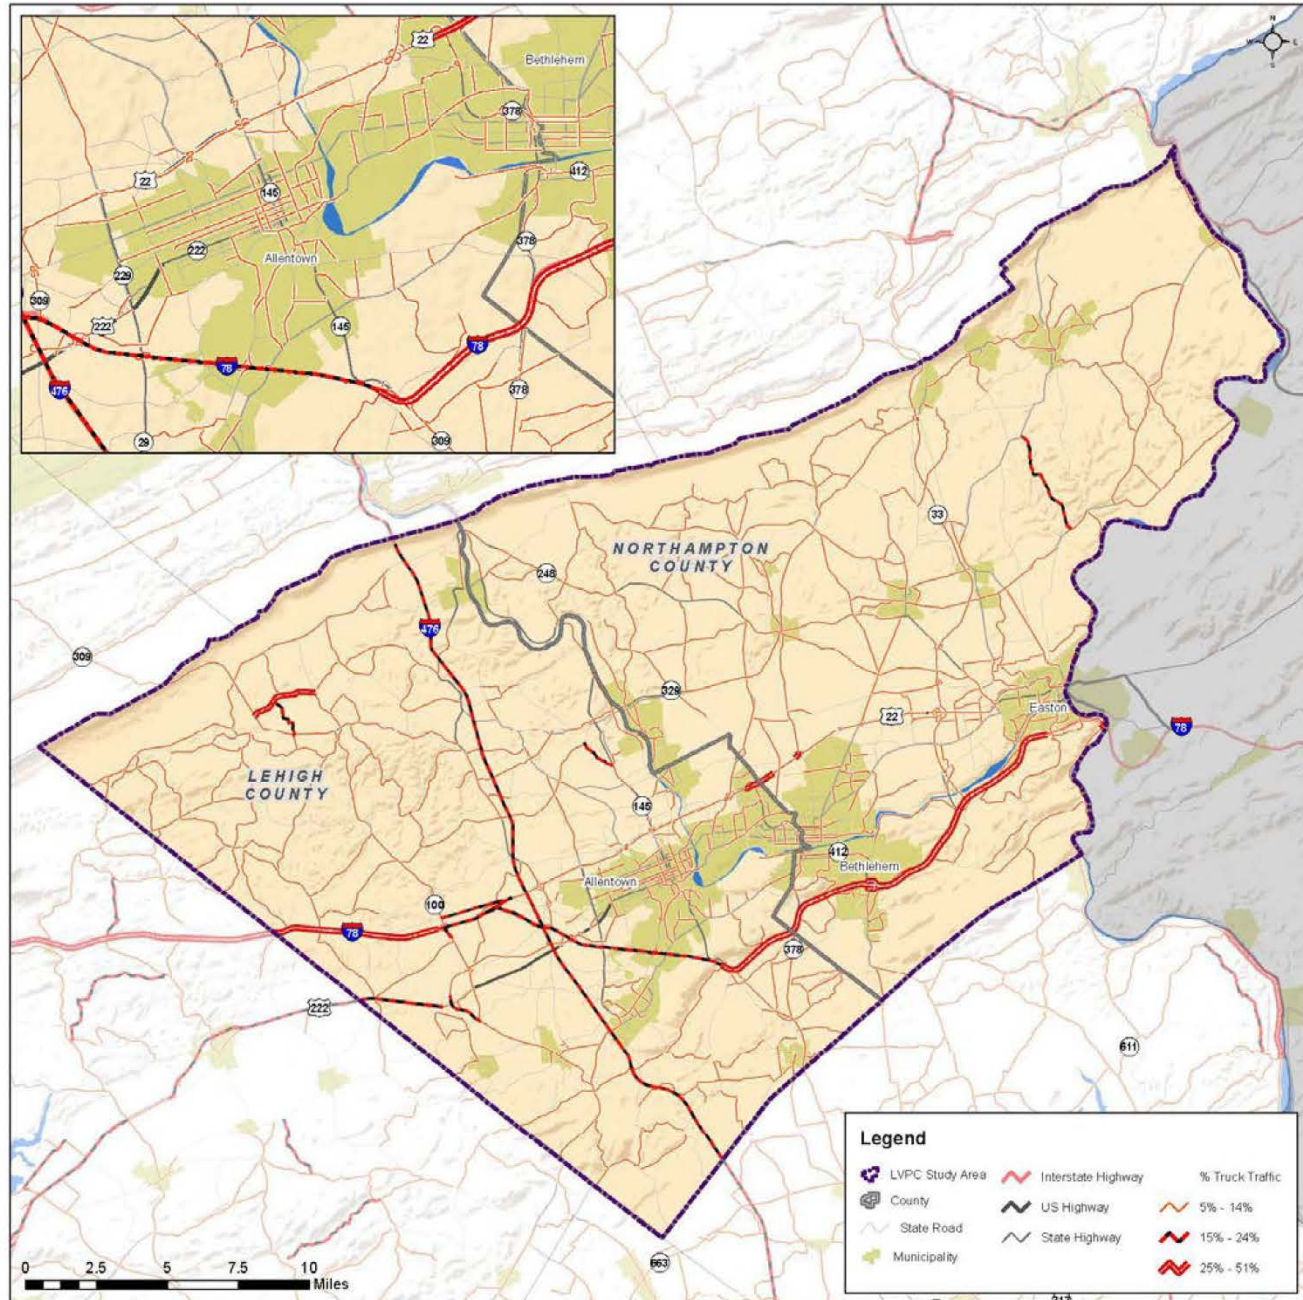 22
Bethlehem
378
412
22
145
222
378
Allentown
229
309
145
222
78
78
476
378
29
309
N
W
E
S
NORTHAMPTON
COUNTY
33
248
476
309
329
22
Easton
78
LEHIGH
COUNTY
145
412
Bethlehem
Allentown
100
78
378
222
611
663
Legend
LVPC Study Area
Interstate Highway
% Truck Traffic
County
US Highway
5% - 14%
State Road
State Highway
15% - 24%
Municipality
25% - 51%
0 2.5 5 7.5 10
Miles